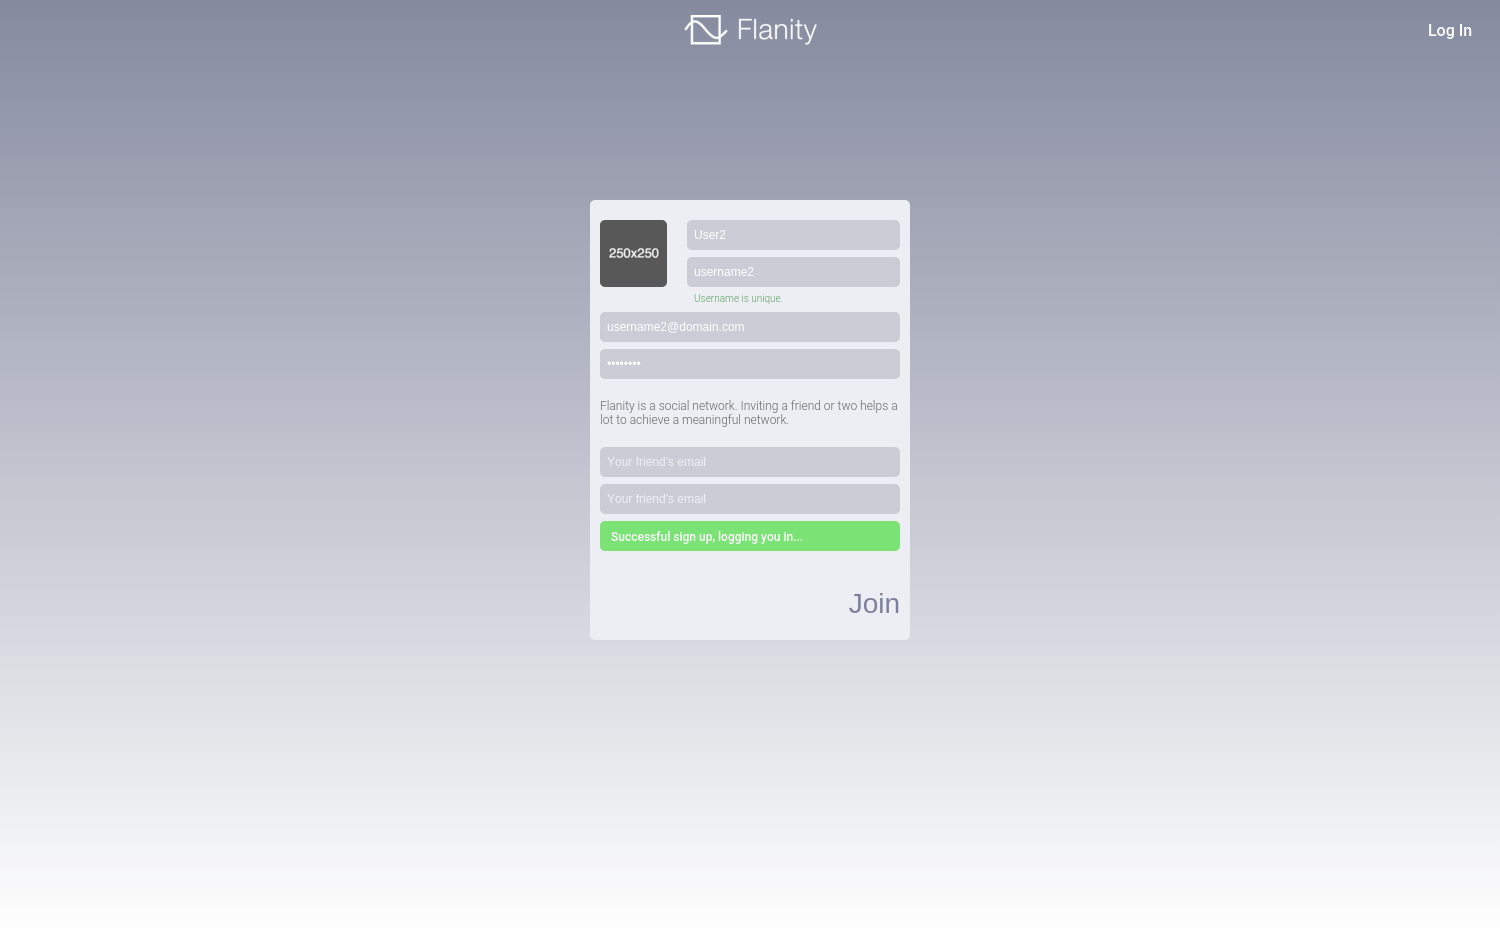 Flanity
Log In
250x250
User2
username2
Username is unique.
username2@domain.com
••••••••
Flanity is a social network. Inviting a friend or two helps a
lot to achieve a meaningful network.
Your friend's email
Your friend's email
Successful sign up, logging you in...
Join